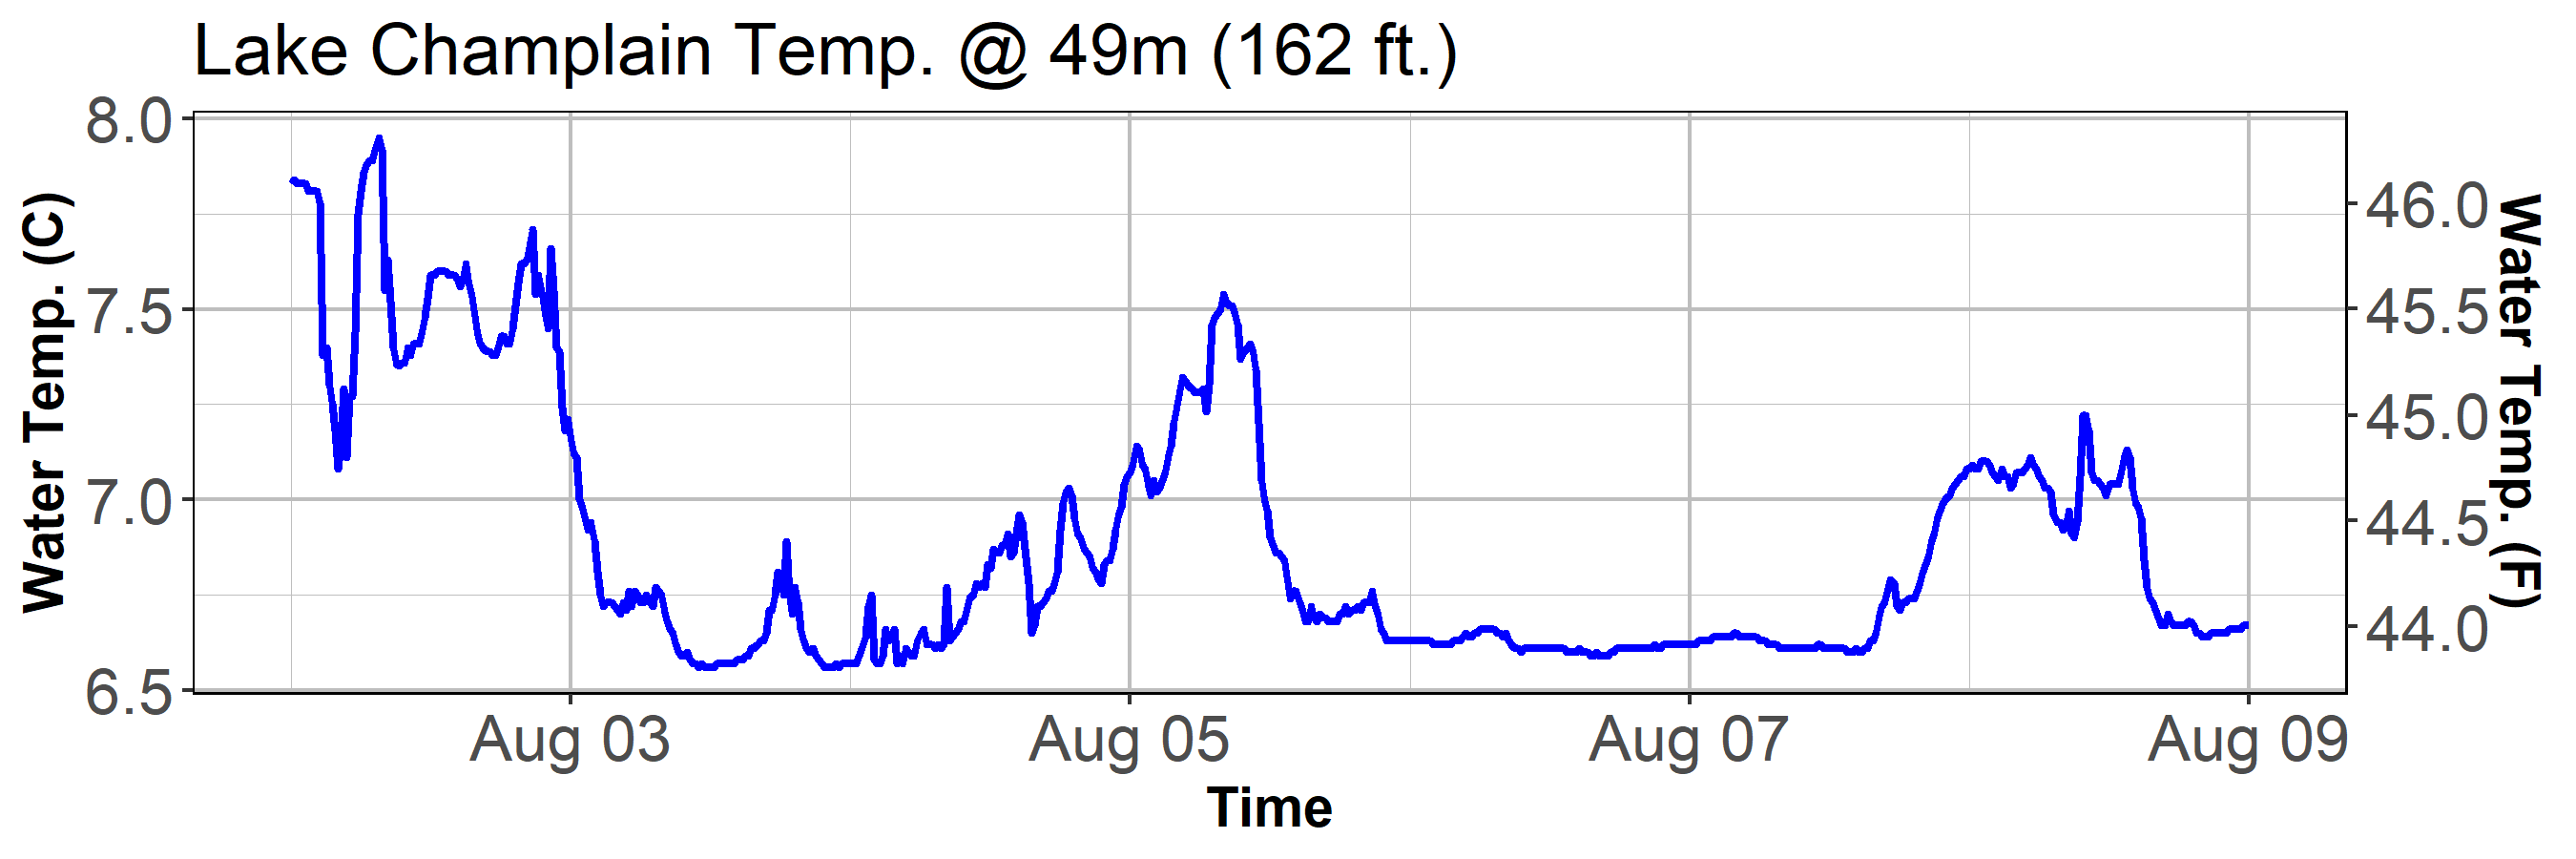 Lake Champlain Temp. @ 49m (162 ft.)
Water Temp. (C)
8.0
7.5
7.0
6.5
46.0
45.5
45.0
44.5
44.0
Water Temp. (F)
Aug 03
Aug 05
Aug 07
Aug 09
Time